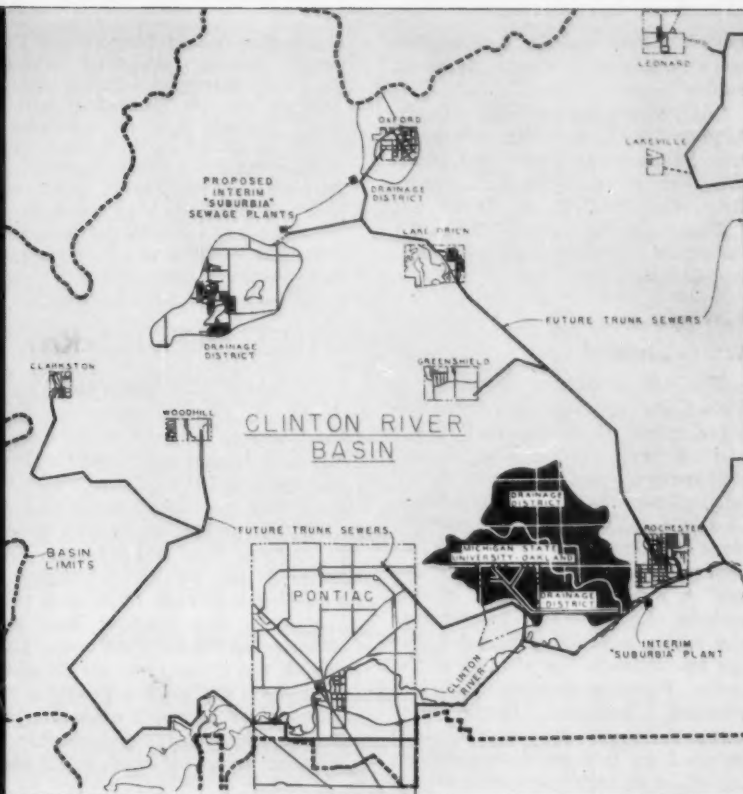 LEONARD
OXFORD
LAKEVILLE
PROPOSED
INTERIM
"SUBURBIA"
SEWAGE PLANTS
DRAINAGE
DISTRICT
LAKE ORION
FUTURE TRUNK SEWERS
DRAINAGE
DISTRICT
CLARKSTON
GREENSHIELD
WOODHILL
CLINTON RIVER
BASIN
DRAINAGE
DISTRICT
ROCHESTER
FUTURE TRUNK SEWERS
MICHIGAN STATE
UNIVERSITY-OAKLAND
BASIN
LIMITS
PONTIAC
DRAINAGE
DISTRICT
INTERIM
"SUBURBIA" PLANT
CLINTON
RIVER